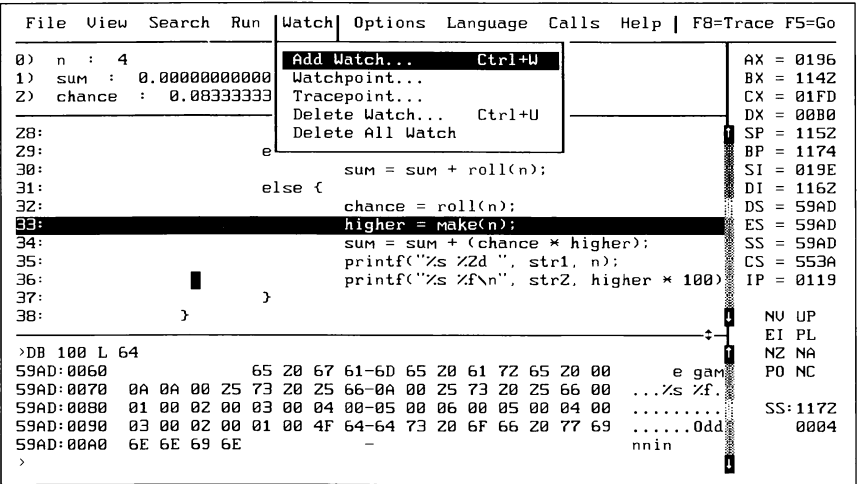 File View Search Run Watch Options Language Calls Help | F8=Trace F5=Go
0) n : 4
1) sum : 0.00000000000
2) chance : 0.08333333
Add Watch... Ctrl+W
Watchpoint...
Tracepoint...
Delete Watch... Ctrl+U
Delete All Watch
AX = 0196
BX = 1142
CX = 01FD
DX = 00B0
28: SP = 1152
29: e BP = 1174
30: sum = sum + roll(n); SI = 019E
31: else { DI = 1162
32: chance = roll(n); DS = 59AD
33: higher = make(n); ES = 59AD
34: sum = sum + (chance * higher); SS = 59AD
35: printf("%s %2d ", str1, n); CS = 553A
36: printf("%s %f\n", str2, higher * 100) IP = 0119
37: }
38: } NV UP
EI PL
>DB 100 L 64 NZ NA
59AD:0060 65 20 67 61-6D 65 20 61 72 65 20 00 e gam PO NC
59AD:0070 0A 0A 00 25 73 20 25 66-0A 00 25 73 20 25 66 00 ...%s %f.
59AD:0080 01 00 02 00 03 00 04 00-05 00 06 00 05 00 04 00 ......... SS:1172
59AD:0090 03 00 02 00 01 00 4F 64-64 73 20 6F 66 20 77 69 ......Odd 0004
59AD:00A0 6E 6E 69 6E - nnin
>